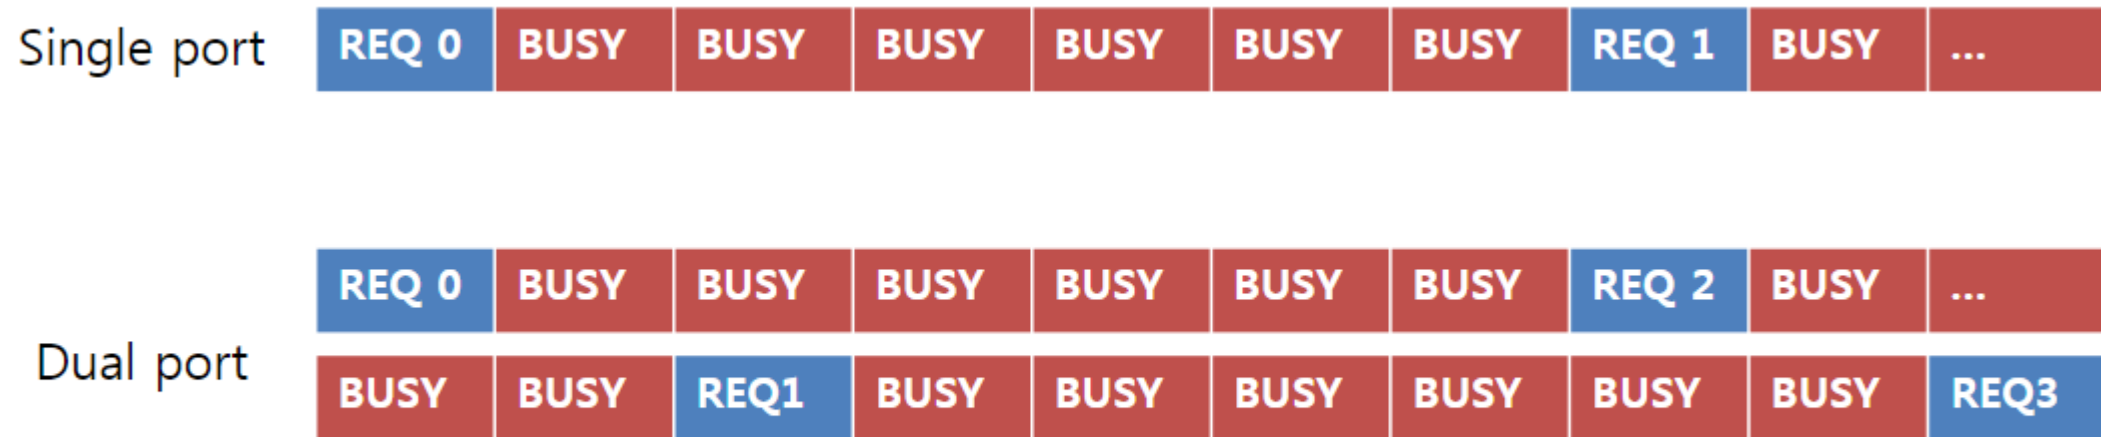 Single port REQ 0 BUSY BUSY BUSY BUSY BUSY BUSY REQ 1 BUSY ...
REQ 0 BUSY BUSY BUSY BUSY BUSY BUSY REQ 2 BUSY ...
Dual port
BUSY BUSY REQ1 BUSY BUSY BUSY BUSY BUSY BUSY REQ3